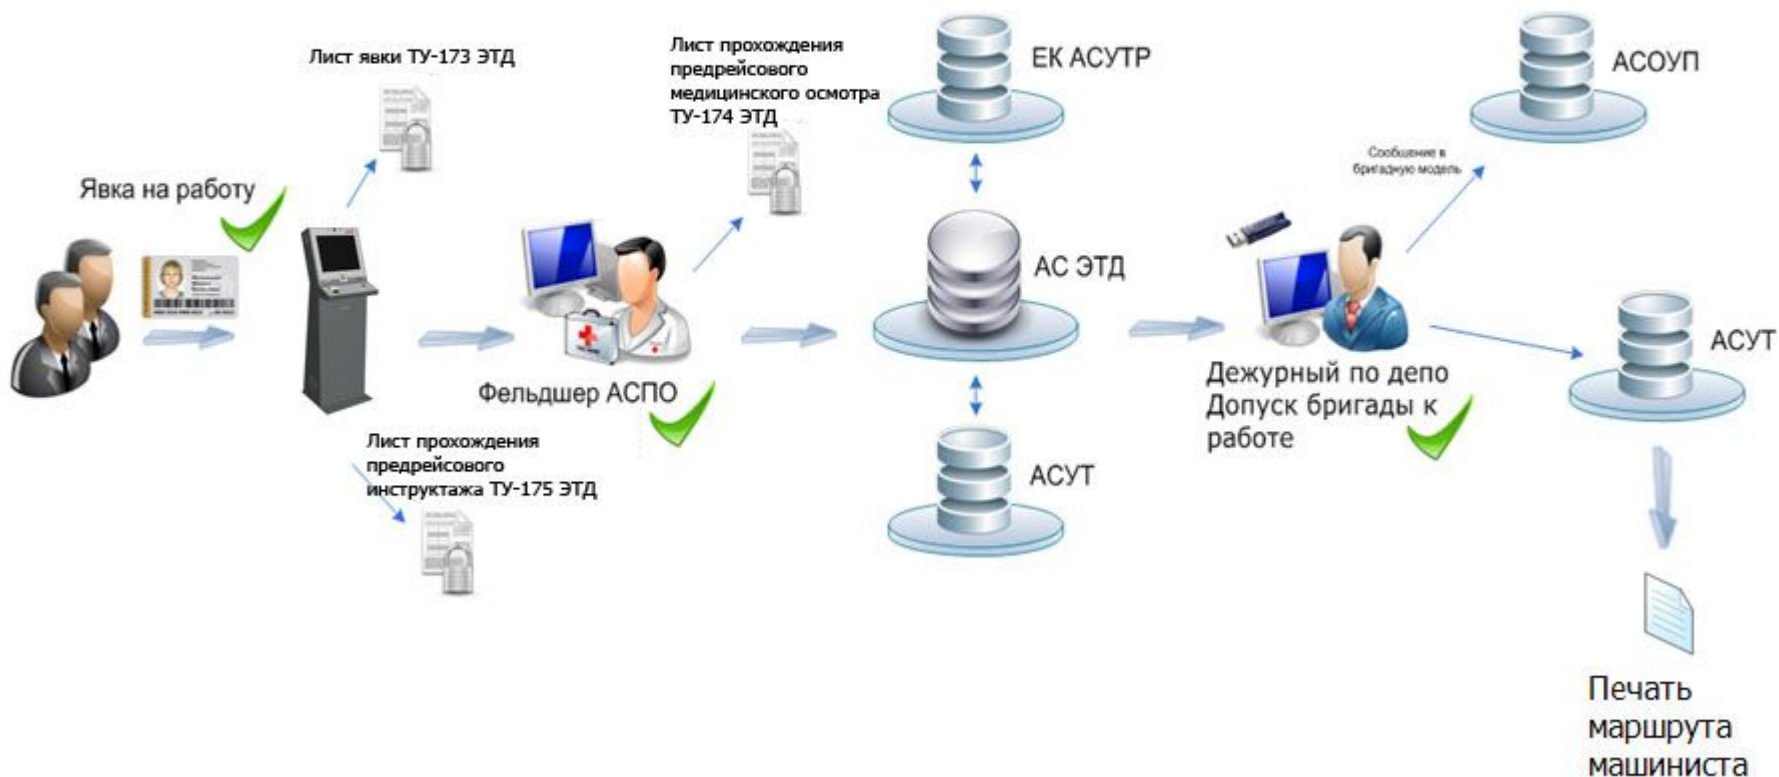 Явка на работу
Лист явки ТУ-173 ЭТД
Лист прохождения
предрейсового
инструктажа ТУ-175 ЭТД
Фельдшер АСПО
Лист прохождения
предрейсового
медицинского осмотра
ТУ-174 ЭТД
ЕК АСУТР
АС ЭТД
АСУТ
Дежурный по депо
Допуск бригады к
работе
Сообщение в
бригадную модель
АСОУП
АСУТ
Печать
маршрута
машиниста